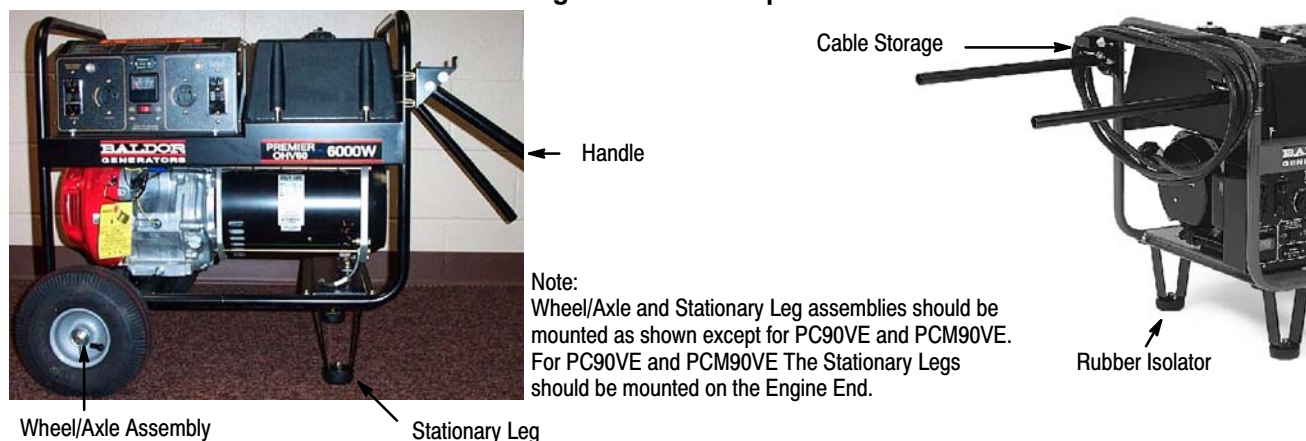 Cable Storage
BALDOR
GENERATORS
PREMIER
OHV60
6000W
Handle
Note:
Wheel/Axle and Stationary Leg assemblies should be
mounted as shown except for PC90VE and PCM90VE.
For PC90VE and PCM90VE The Stationary Legs
should be mounted on the Engine End.
Rubber Isolator
Wheel/Axle Assembly
Stationary Leg